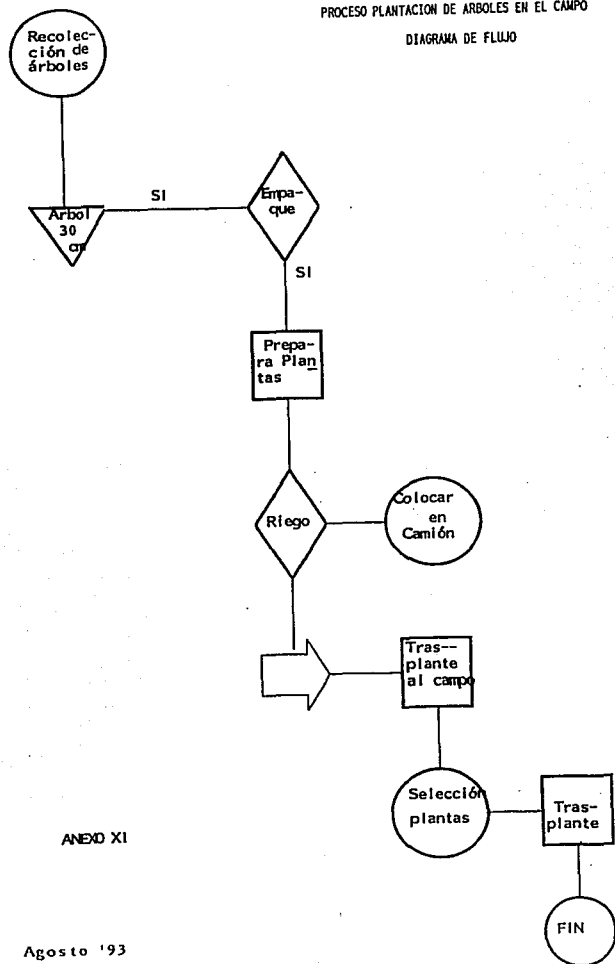 PROCESO PLANTACION DE ARBOLES EN EL CAMPO
DIAGRAMA DE FLUJO
Recolec-
ción de
árboles
Arbol
30
cm
SI
Empa-
que
SI
Prepa-
ra Plan
tas
Riego
Colocar
en
Camión
Tras--
plante
al campo
Selección
plantas
Tras-
plante
FIN
ANEXO XI
Agosto '93